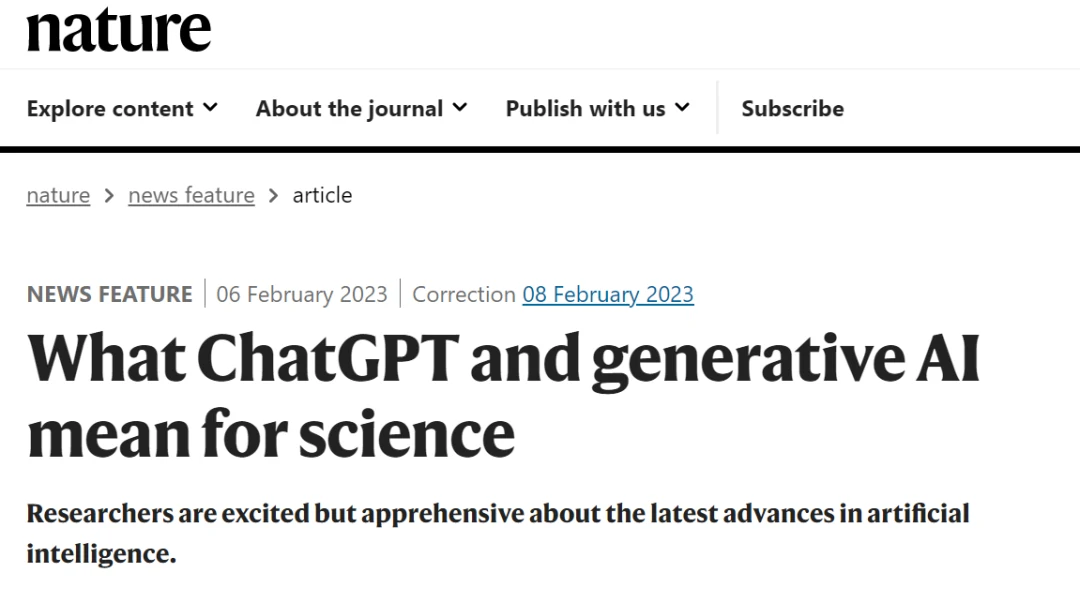 nature
Explore content About the journal Publish with us Subscribe
nature > news feature > article
NEWS FEATURE | 06 February 2023 | Correction 08 February 2023
What ChatGPT and generative AI
mean for science
Researchers are excited but apprehensive about the latest advances in artificial
intelligence.